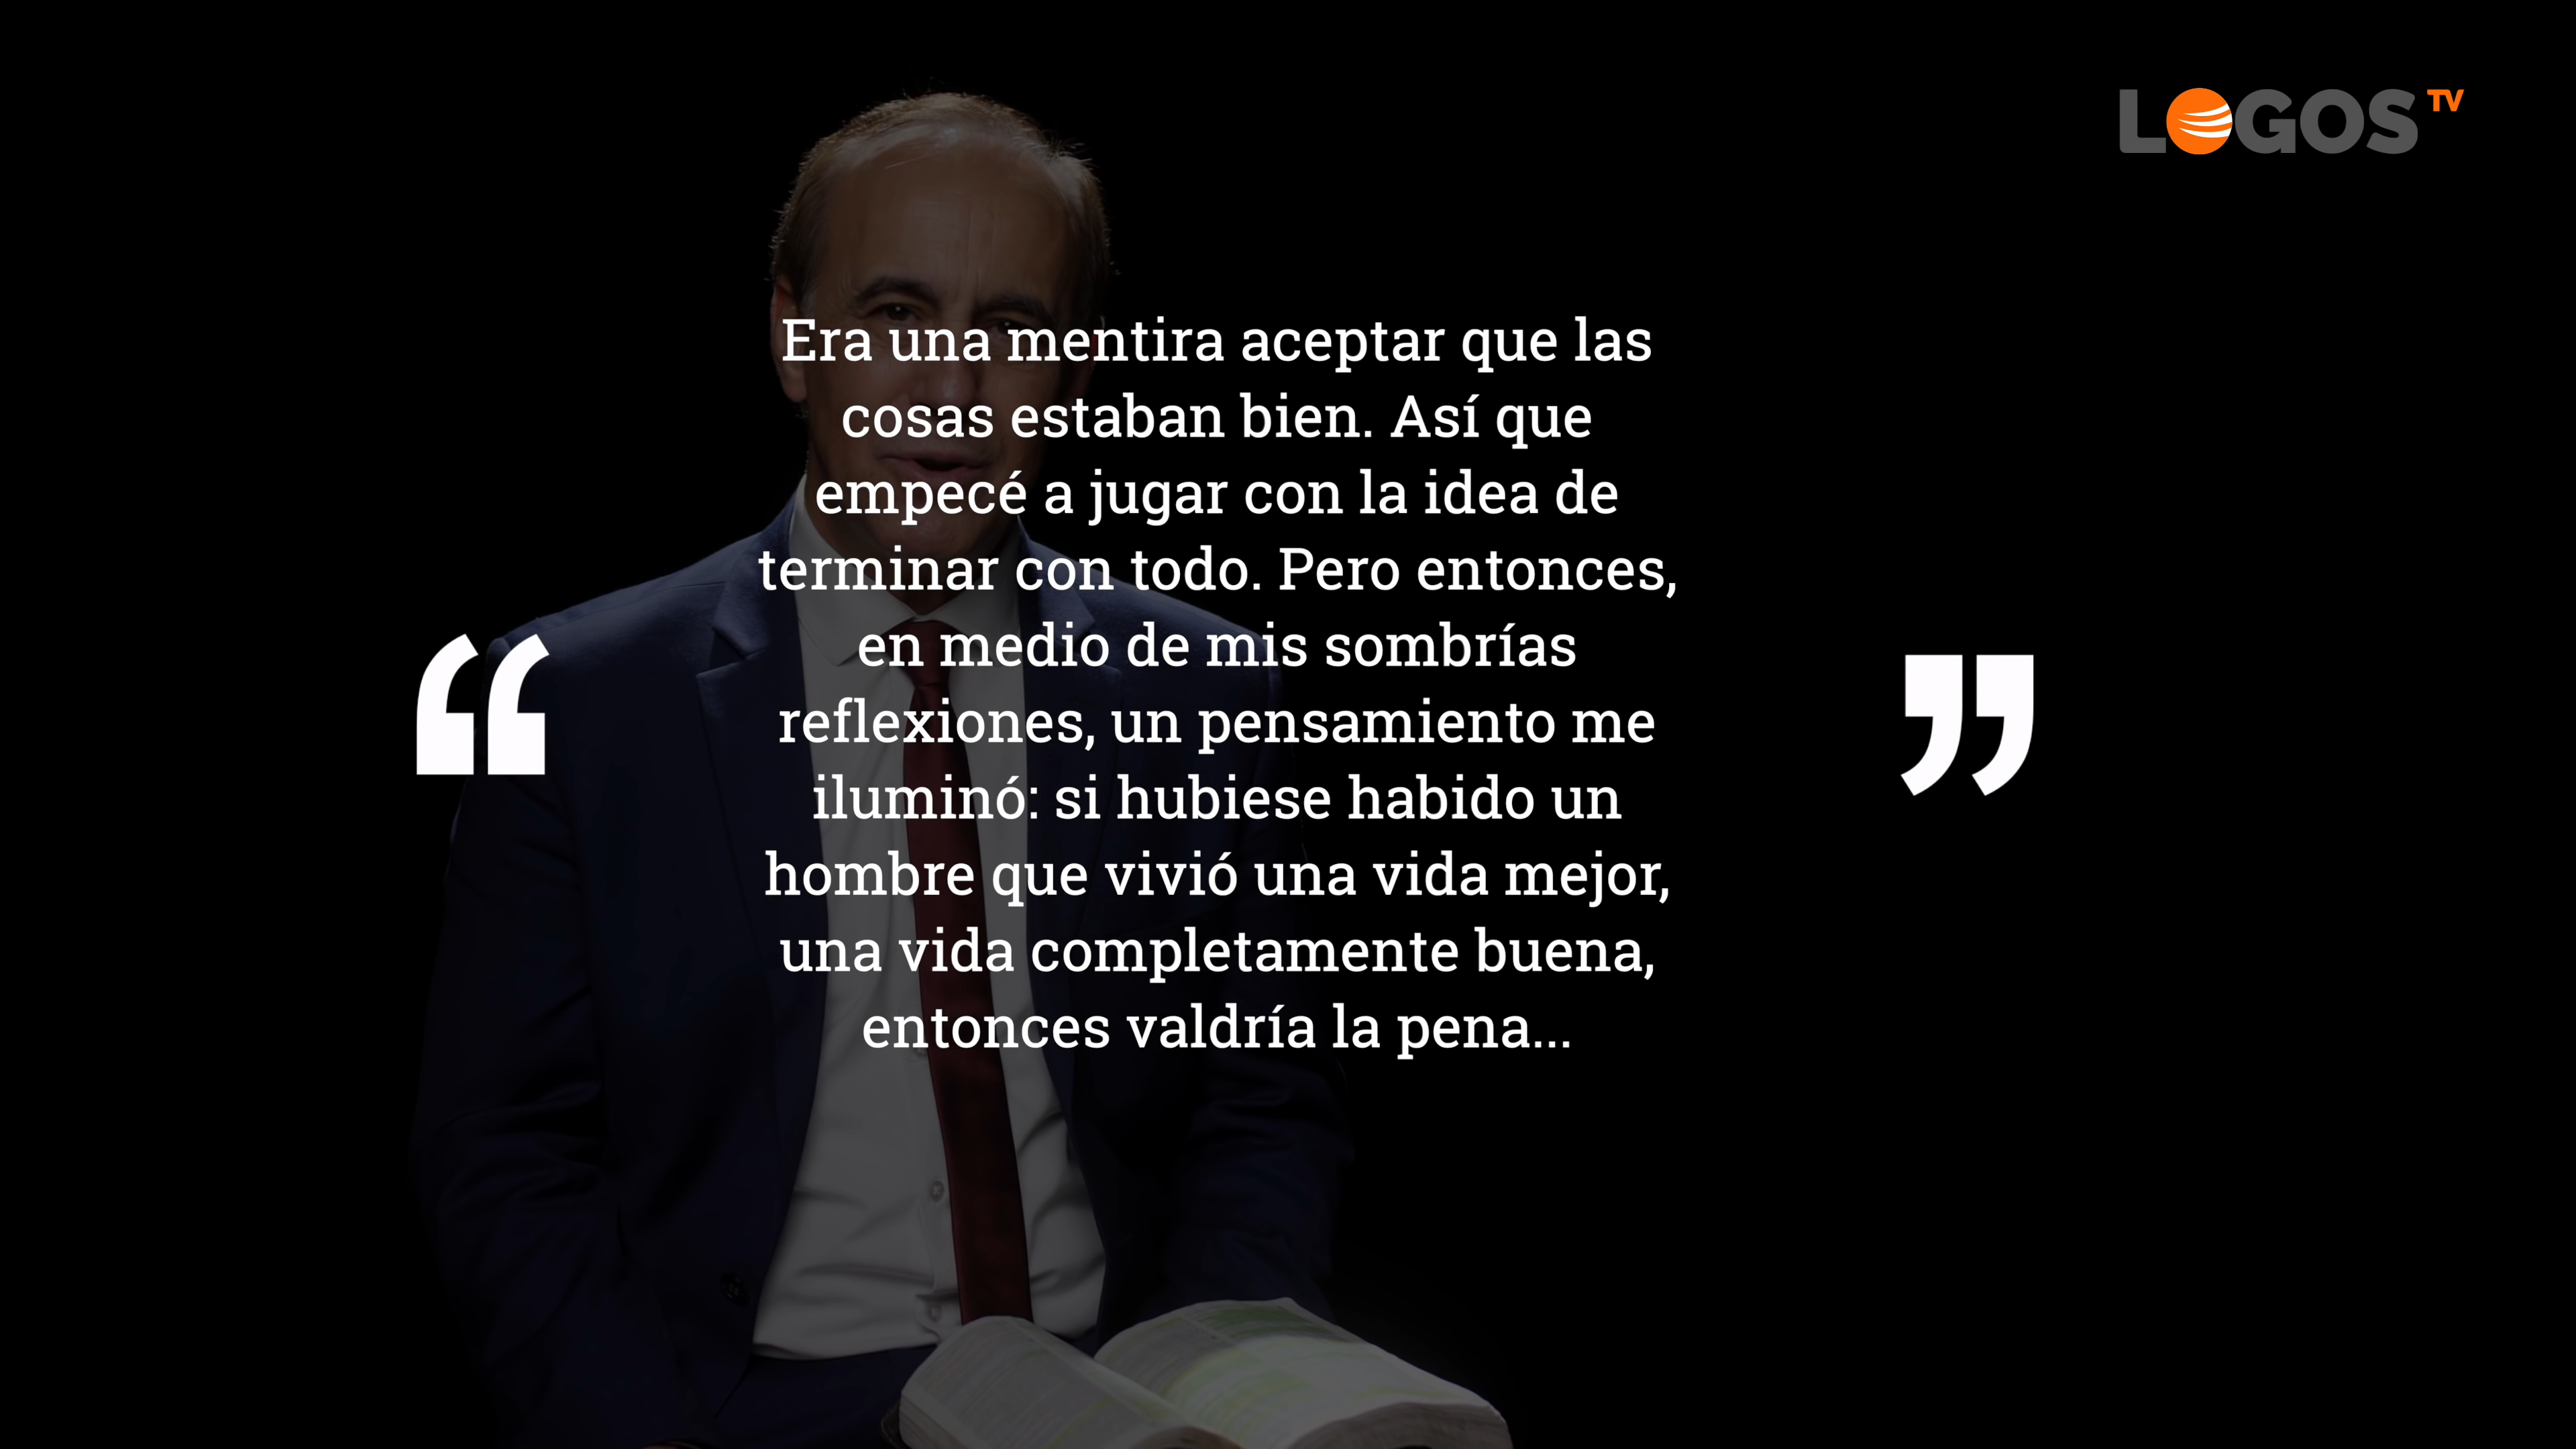 LOGOS TV
Era una mentira aceptar que las
cosas estaban bien. Así que
empecé a jugar con la idea de
terminar con todo. Pero entonces,
en medio de mis sombrías
reflexiones, un pensamiento me
iluminó: si hubiese habido un
hombre que vivió una vida mejor,
una vida completamente buena,
entonces valdría la pena...
“ ”